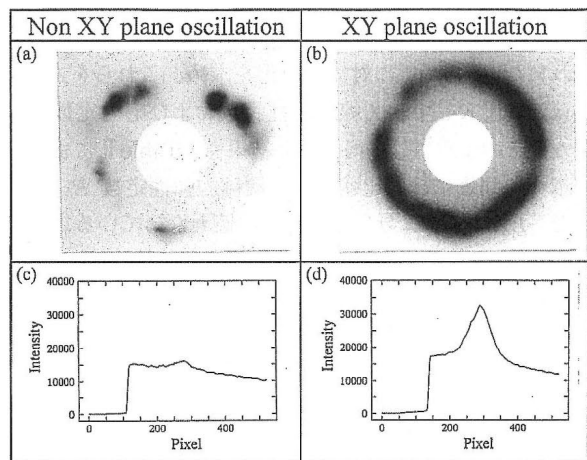 Non XY plane oscillation
XY plane oscillation
(a)
(b)
(c)
40000
30000
20000
10000
0
Intensity
0
200
400
Pixel
(d)
40000
30000
20000
10000
0
Intensity
0
200
400
Pixel